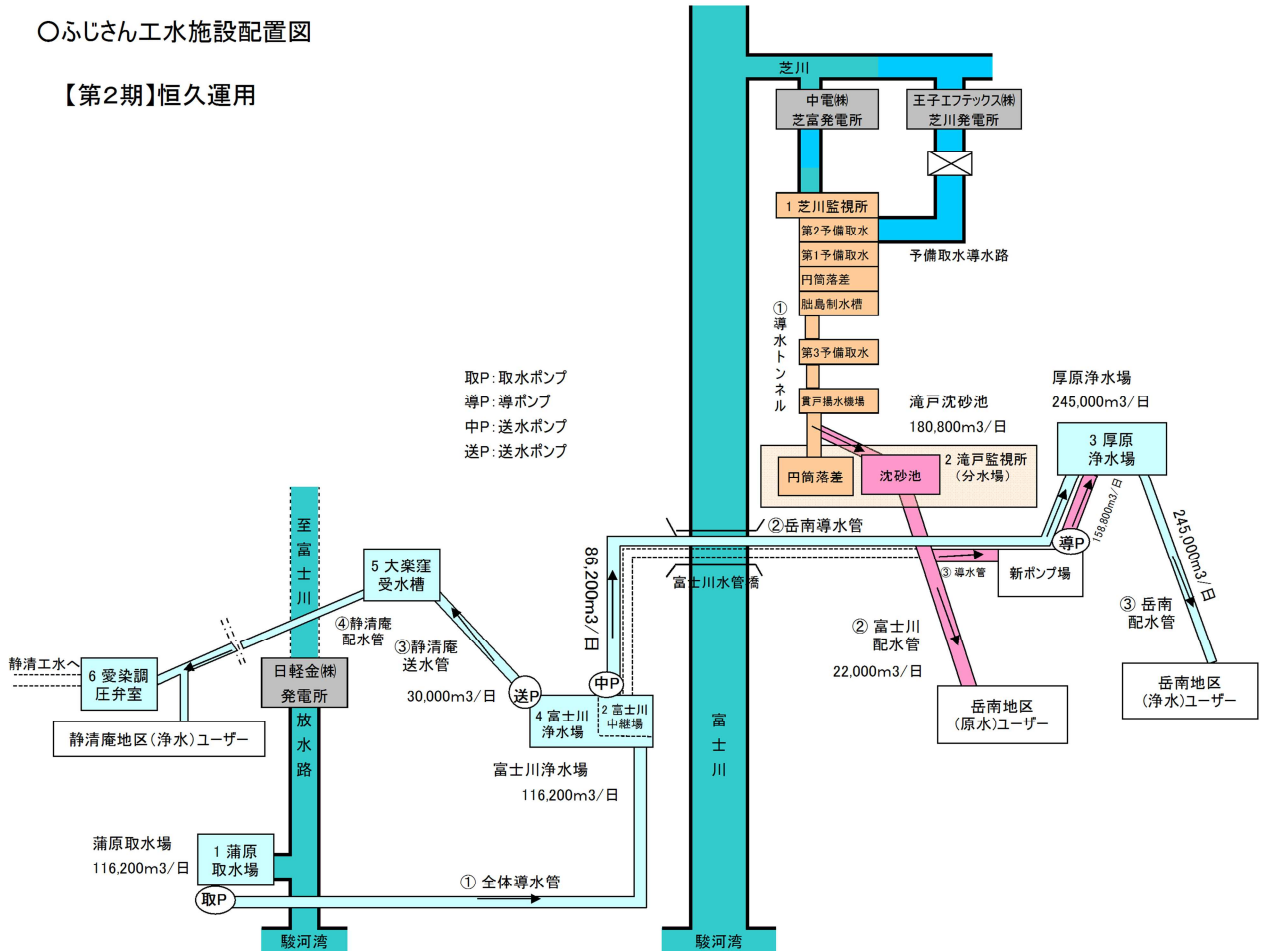 〇ふじさん工水施設配置図
【第2期】恒久運用
芝川
中電㈱
芝富発電所
王子エフテックス㈱
芝川発電所
1 芝川監視所
第2予備取水
第1予備取水
円筒落差
朏島制水槽
予備取水導水路
①導水トンネル
第3予備取水
貫戸揚水機場
取P：取水ポンプ
導P：導ポンプ
中P：送水ポンプ
送P：送水ポンプ
滝戸沈砂池
180,800m3/日
厚原浄水場
245,000m3/日
円筒落差
沈砂池
2 滝戸監視所
（分水場）
3 厚原
浄水場
158,800m3/日
245,000m3/日
至富士川
②岳南導水管
導P
富士川水管橋
③ 導水管
新ポンプ場
86,200m3/日
5 大楽窪
受水槽
④静清庵
配水管
③静清庵
送水管
30,000m3/日
静清工水へ
6 愛染調
圧弁室
日軽金㈱
発電所
送P
中P
4 富士川
浄水場
2 富士川
中継場
② 富士川
配水管
22,000m3/日
③ 岳南
配水管
岳南地区
（原水）ユーザー
岳南地区
（浄水）ユーザー
静清庵地区（浄水）ユーザー
放水路
富士川
富士川浄水場
116,200m3/日
蒲原取水場
116,200m3/日
1 蒲原
取水場
取P
① 全体導水管
駿河湾
駿河湾